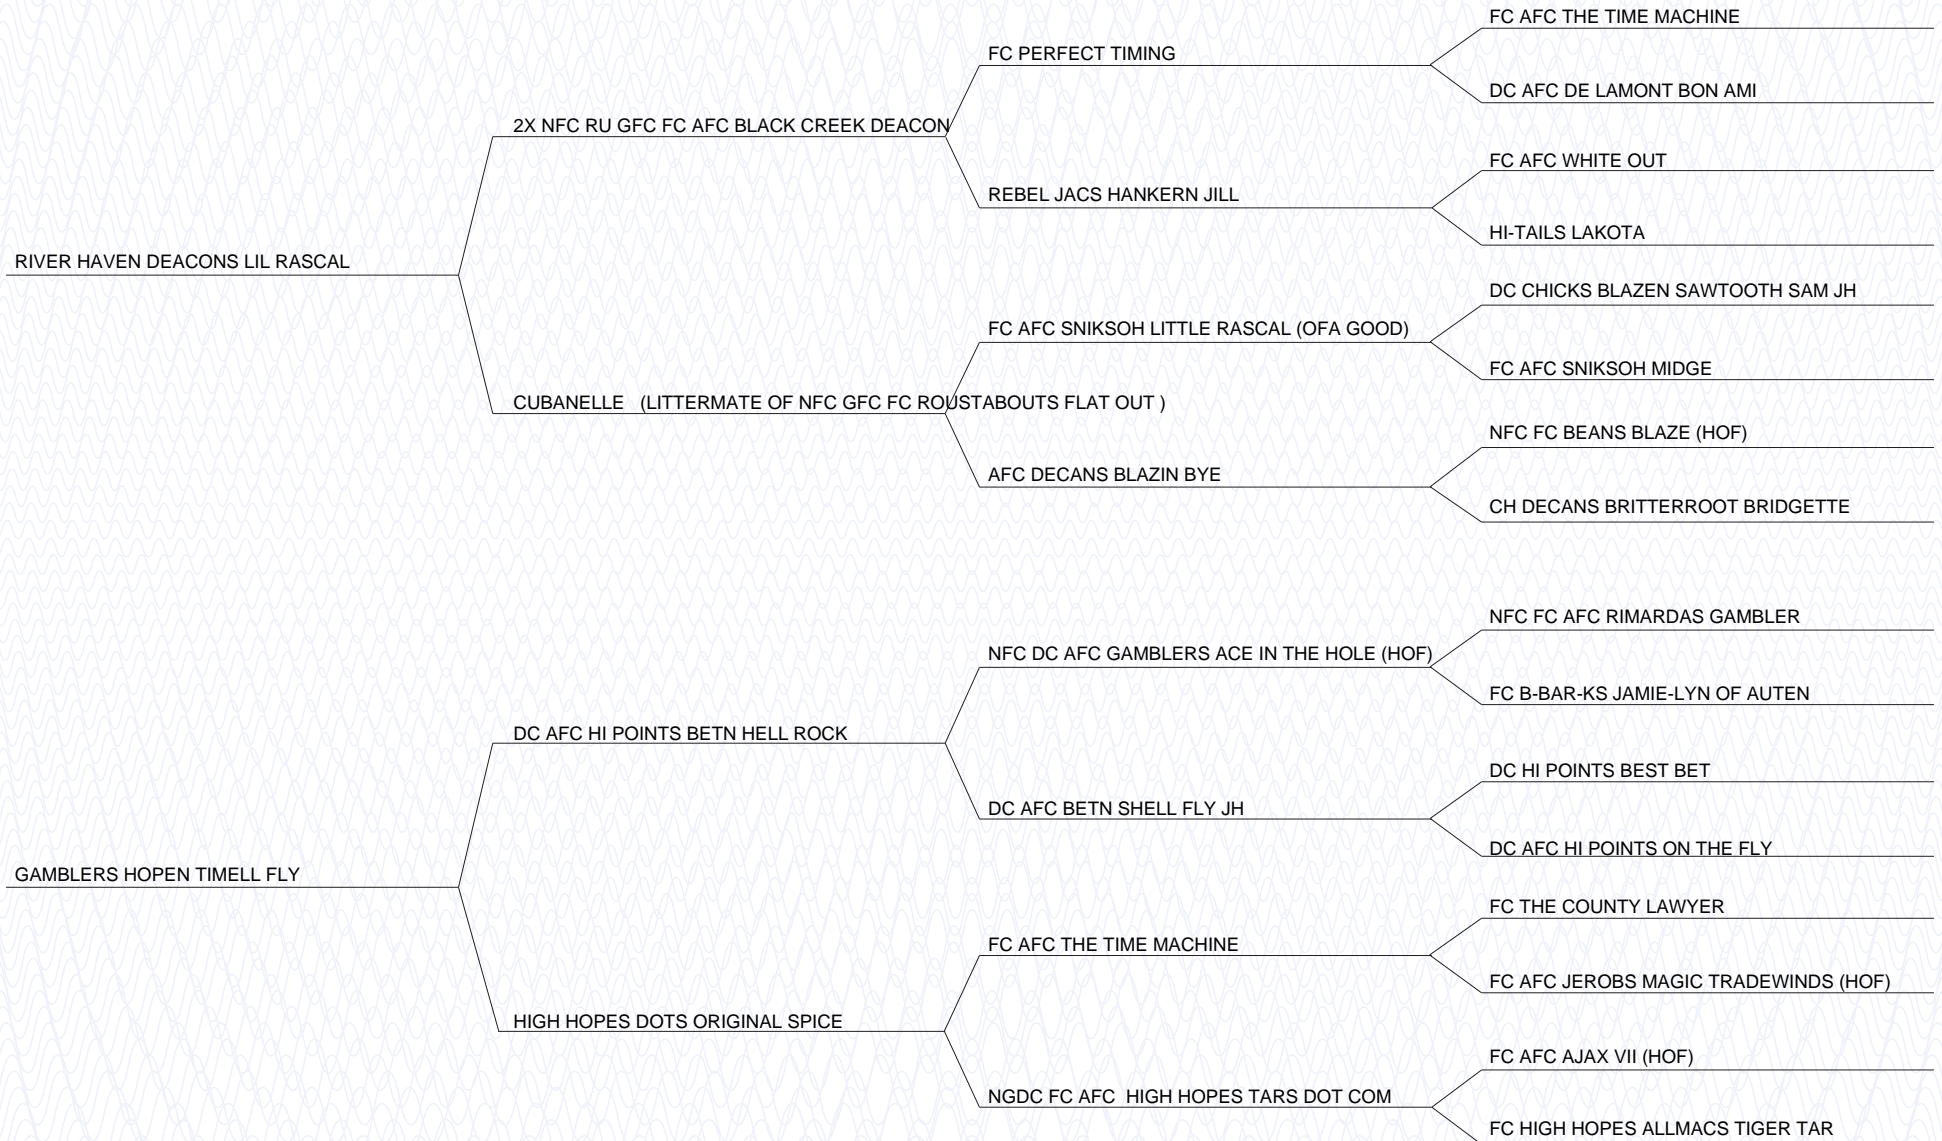 FC AFC THE TIME MACHINE
FC PERFECT TIMING
DC AFC DE LAMONT BON AMI
2X NFC RU GFC FC AFC BLACK CREEK DEACON
FC AFC WHITE OUT
REBEL JACS HANKERN JILL
HI-TAILS LAKOTA
RIVER HAVEN DEACONS LIL RASCAL
DC CHICKS BLAZEN SAWTOOTH SAM JH
FC AFC SNIKSOH LITTLE RASCAL (OFA GOOD)
FC AFC SNIKSOH MIDGE
CUBANELLE (LITTERMATE OF NFC GFC FC ROUSTABOUTS FLAT OUT )
NFC FC BEANS BLAZE (HOF)
AFC DECANS BLAZIN BYE
CH DECANS BRITTERROOT BRIDGETTE
NFC FC AFC RIMARDAS GAMBLER
NFC DC AFC GAMBLERS ACE IN THE HOLE (HOF)
FC B-BAR-KS JAMIE-LYN OF AUTEN
DC AFC HI POINTS BETN HELL ROCK
DC HI POINTS BEST BET
DC AFC BETN SHELL FLY JH
DC AFC HI POINTS ON THE FLY
GAMBLERS HOPEN TIMELL FLY
FC THE COUNTY LAWYER
FC AFC THE TIME MACHINE
FC AFC JEROBS MAGIC TRADEWINDS (HOF)
HIGH HOPES DOTS ORIGINAL SPICE
FC AFC AJAX VII (HOF)
NGDC FC AFC HIGH HOPES TARS DOT COM
FC HIGH HOPES ALLMACS TIGER TAR